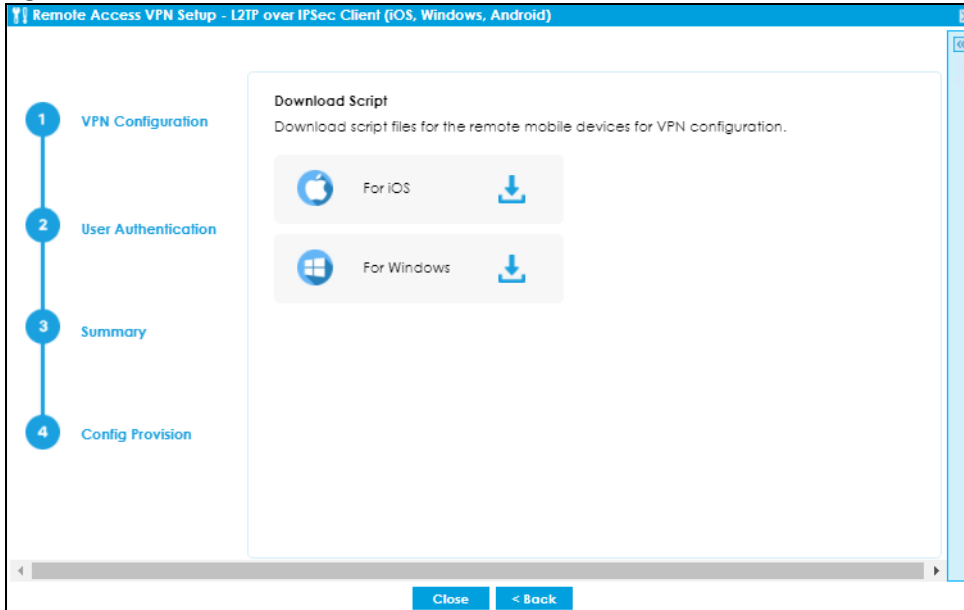 Remote Access VPN Setup - L2TP over IPSec Client (iOS, Windows, Android)
1 VPN Configuration
2 User Authentication
3 Summary
4 Config Provision
Download Script
Download script files for the remote mobile devices for VPN configuration.
For iOS
For Windows
Close
< Back